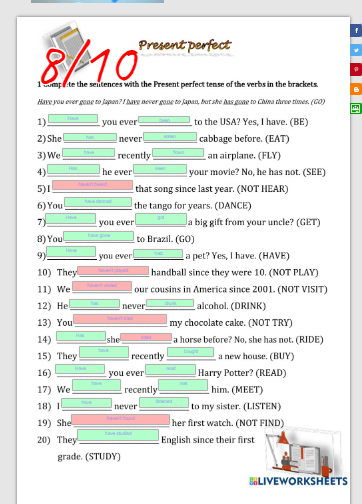 8/10
Present perfect
1 Complete the sentences with the Present perfect tense of the verbs in the brackets.
Have you ever gone to Japan? I have never gone to Japan, but she has gone to China three times. (GO)
1) Have you ever been to the USA? Yes, I have. (BE)
2) She has never eaten cabbage before. (EAT)
3) We have recently flown an airplane. (FLY)
4) Has he ever seen your movie? No, he has not. (SEE)
5) I haven't heard that song since last year. (NOT HEAR)
6) You have danced the tango for years. (DANCE)
7) Have you ever got a big gift from your uncle? (GET)
8) You have gone to Brazil. (GO)
9) Have you ever had a pet? Yes, I have. (HAVE)
10) They haven't played handball since they were 10. (NOT PLAY)
11) We haven't visited our cousins in America since 2001. (NOT VISIT)
12) He has never drunk alcohol. (DRINK)
13) You haven't tried my chocolate cake. (NOT TRY)
14) Has she a horse before? No, she has not. (RIDE)
15) They have recently bought a new house. (BUY)
16) Have you ever read Harry Potter? (READ)
17) We have recently met him. (MEET)
18) I have never listened to my sister. (LISTEN)
19) She her first watch. (NOT FIND)
20) They have studied English since their first
grade. (STUDY)
LIVEWORKSHEETS